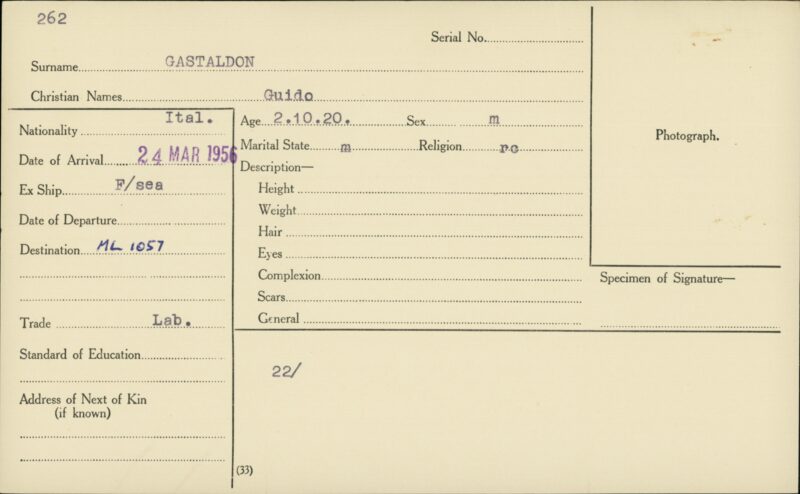 262
Serial No.
Surname GASTALDON
Christian Names Guido
Nationality Ital.
Date of Arrival 24 MAR 1956
Ex Ship F/sea
Date of Departure
Destination ML 1057
Trade Lab.
Standard of Education
Address of Next of Kin
(if known)
Age 2.10.20. Sex m
Marital State m Religion rc
Description—
Height
Weight
Hair
Eyes
Complexion
Scars
General
22/
(33)
Photograph.
Specimen of Signature—